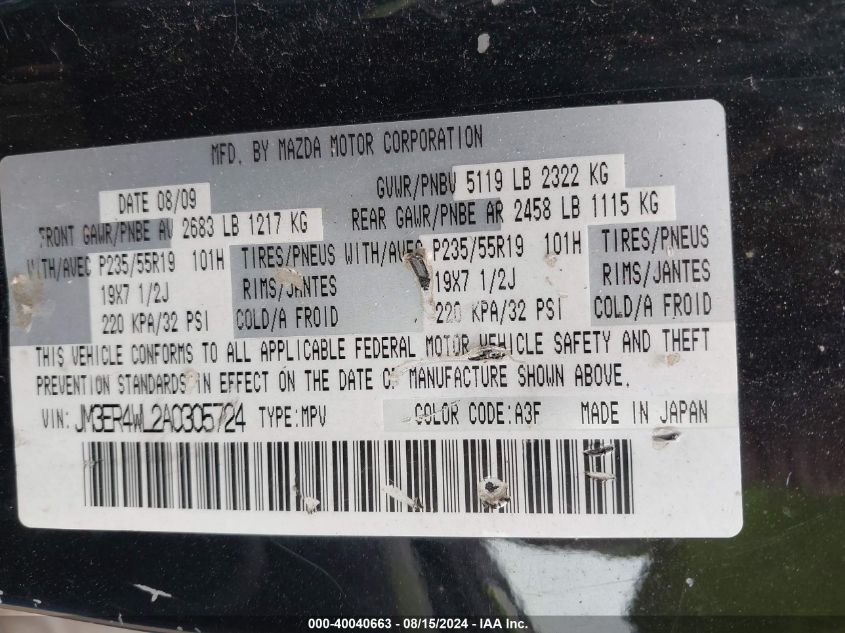 MFD. BY MAZDA MOTOR CORPORATION
DATE 08/09 GVWR/PNBV 5119 LB 2322 KG
FRONT GAWR/PNBE AV 2683 LB 1217 KG REAR GAWR/PNBE AR 2458 LB 1115 KG
WITH/AVEC P235/55R19 101H TIRES/PNEUS WITH/AVEC P235/55R19 101H TIRES/PNEUS
19X7 1/2J RIMS/JANTES 19X7 1/2J RIMS/JANTES
220 KPA/32 PSI COLD/A FROID 220 KPA/32 PSI COLD/A FROID
THIS VEHICLE CONFORMS TO ALL APPLICABLE FEDERAL MOTOR VEHICLE SAFETY AND THEFT
PREVENTION STANDARDS IN EFFECT ON THE DATE OF MANUFACTURE SHOWN ABOVE.
VIN: JM3ER4WL2A0305724 TYPE:MPV COLOR CODE:A3F MADE IN JAPAN
000-40040663 - 08/15/2024 - IAA Inc.